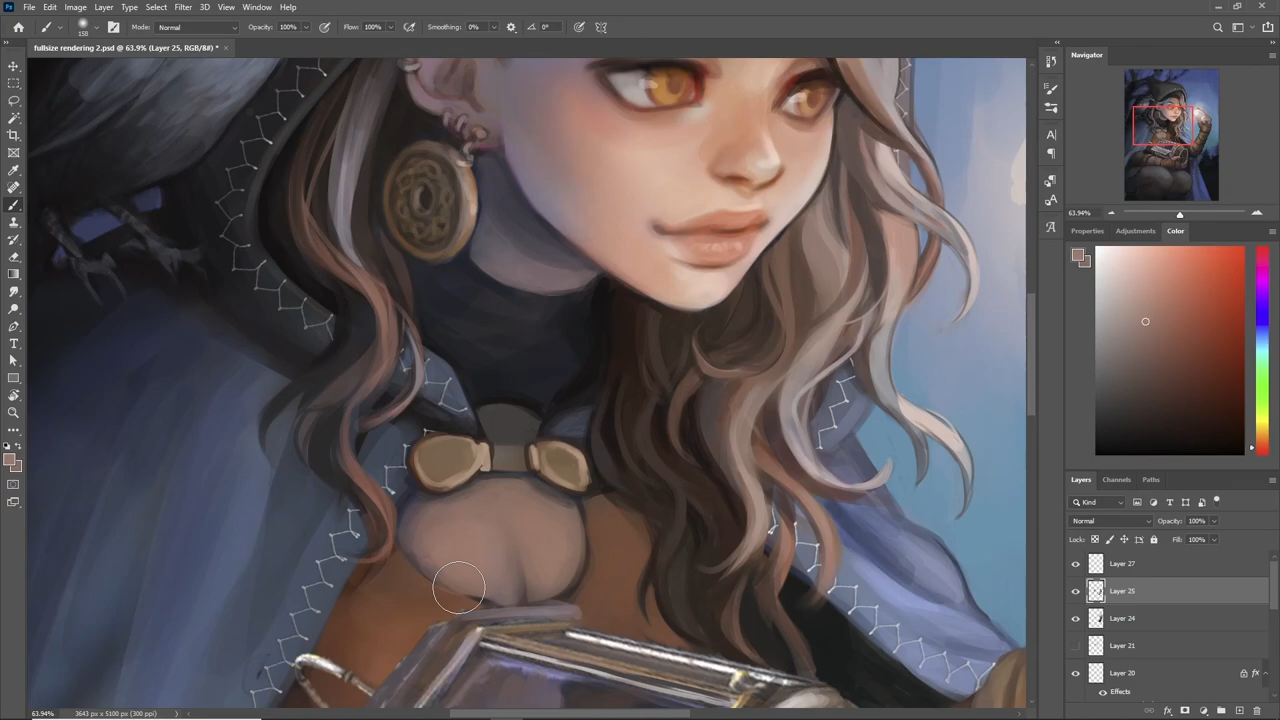 Ps File Edit Image Layer Type Select Filter 3D View Window Help
158 Mode: Normal Opacity: 100% Flow: 100% Smoothing: 0% 0°
fullsize rendering 2.psd @ 63.9% (Layer 25, RGB/8#) * ×
Navigator
63.94%
Properties Adjustments Color
Layers Channels Paths
Kind
Normal Opacity: 100%
Lock: Fill: 100%
Layer 27
Layer 25
Layer 24
Layer 21
Layer 20 fx
Effects
63.94% 3643 px x 5100 px (300 ppi)